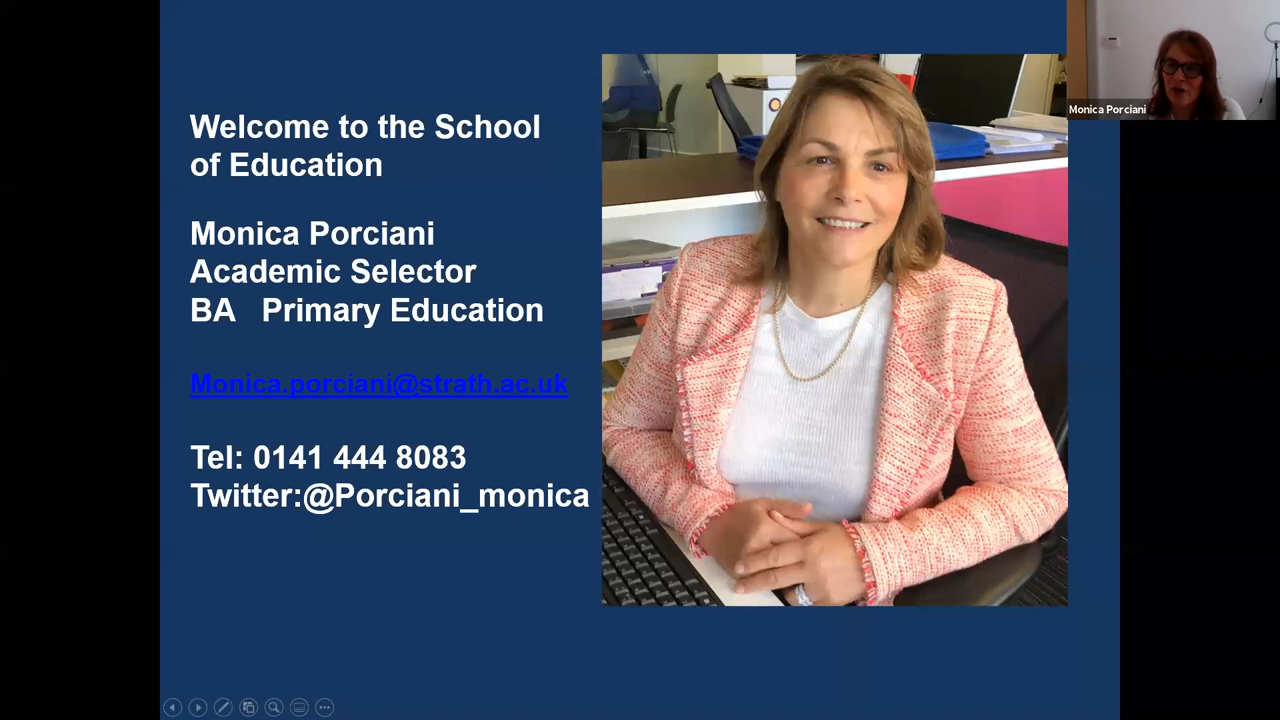 Welcome to the School
of Education
Monica Porciani
Academic Selector
BA   Primary Education
Monica.porciani@strath.ac.uk
Tel: 0141 444 8083
Twitter:@Porciani_monica
Monica Porciani